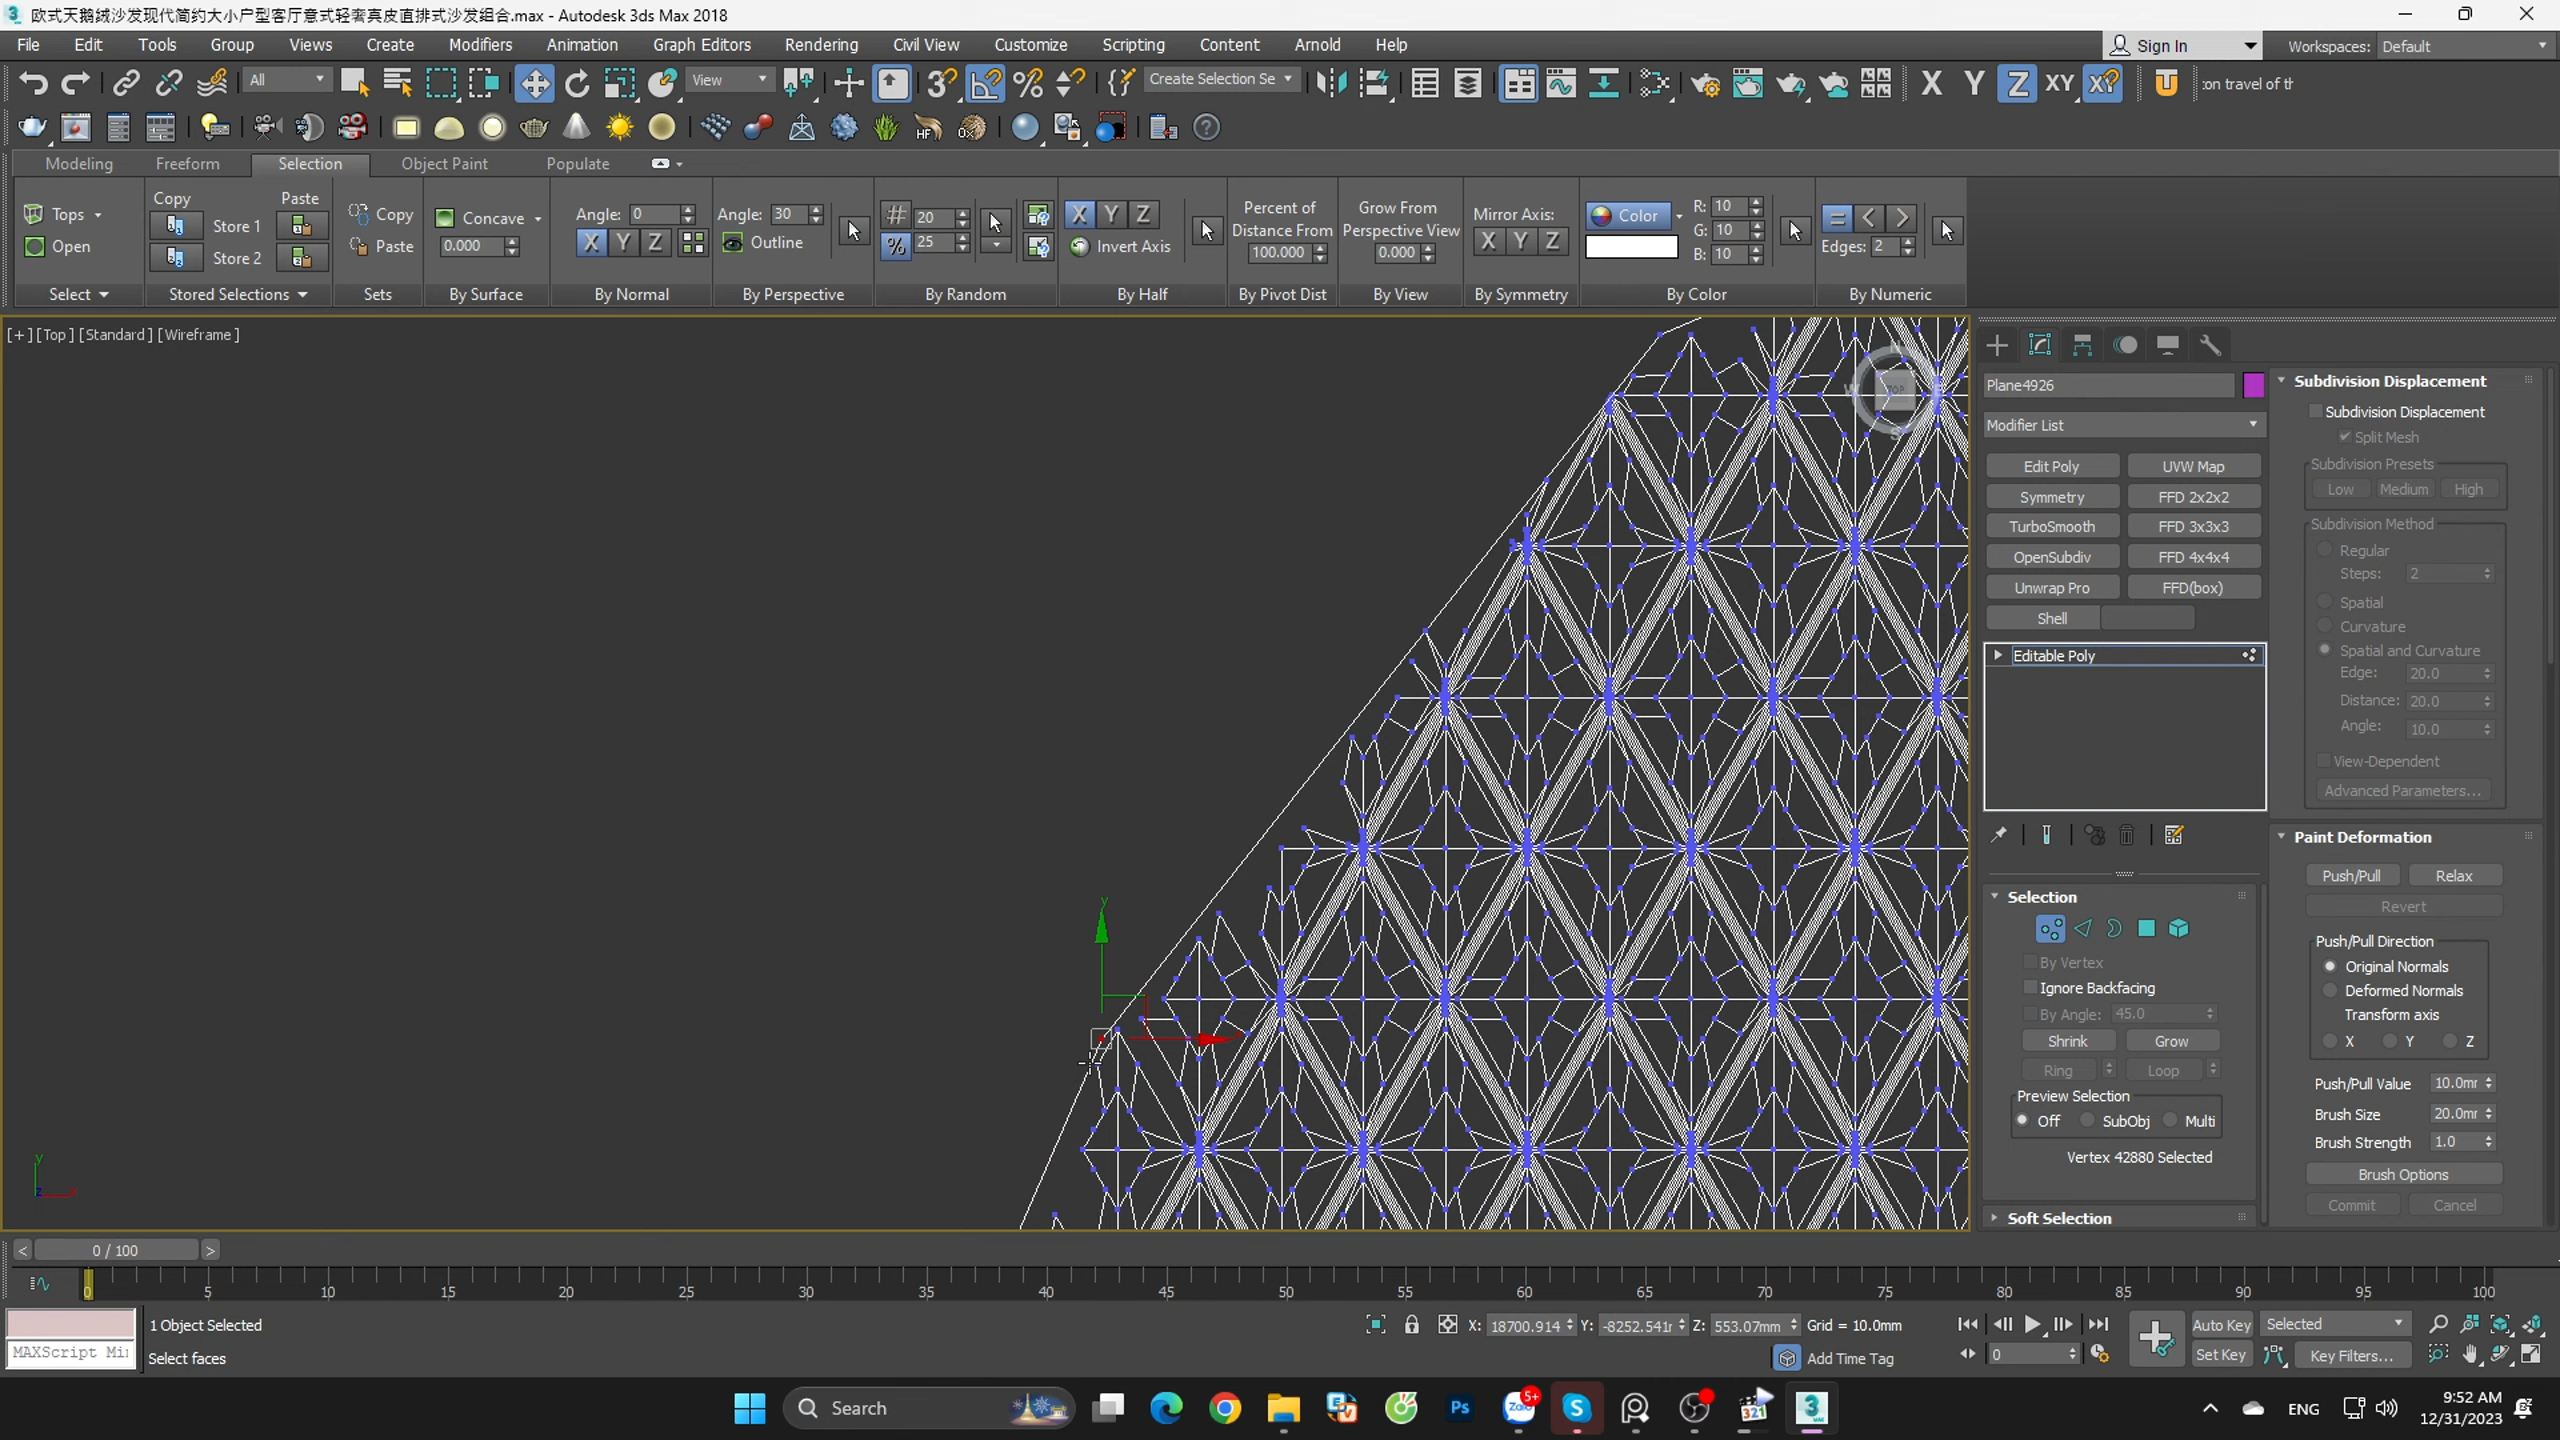 欧式天鹅绒沙发现代简约大小户型客厅意式轻奢真皮直排式沙发组合.max - Autodesk 3ds Max 2018
File Edit Tools Group Views Create Modifiers Animation Graph Editors Rendering Civil View Customize Scripting Content Arnold Help
Sign In Workspaces: Default
All View Create Selection Se X Y Z XY :on travel of th
Modeling Freeform Selection Object Paint Populate
Copy Paste
Tops Store 1 Copy Concave Angle: 0 Angle: 30 20 X Y Z Percent of Distance From Grow From Perspective View Mirror Axis: Color R: 10
G: 10
Open Store 2 Paste 0.000 X Y Z Outline % 25 Invert Axis 100.000 0.000 X Y Z B: 10 Edges: 2
Select Stored Selections Sets By Surface By Normal By Perspective By Random By Half By Pivot Dist By View By Symmetry By Color By Numeric
[+] [Top] [Standard] [Wireframe]
N
W TOP
S
y
y
Plane4926
Modifier List
Edit Poly UVW Map
Symmetry FFD 2x2x2
TurboSmooth FFD 3x3x3
OpenSubdiv FFD 4x4x4
Unwrap Pro FFD(box)
Shell
Editable Poly
Selection
By Vertex
Ignore Backfacing
By Angle: 45.0
Shrink Grow
Ring Loop
Preview Selection
Off SubObj Multi
Vertex 42880 Selected
Soft Selection
Subdivision Displacement
Subdivision Displacement
Split Mesh
Subdivision Presets
Low Medium High
Subdivision Method
Regular
Steps: 2
Spatial
Curvature
Spatial and Curvature
Edge: 20.0
Distance: 20.0
Angle: 10.0
View-Dependent
Advanced Parameters...
Paint Deformation
Push/Pull Relax
Revert
Push/Pull Direction
Original Normals
Deformed Normals
Transform axis
X Y Z
Push/Pull Value 10.0mr
Brush Size 20.0mr
Brush Strength 1.0
Brush Options
Commit Cancel
< 0 / 100 >
0 5 10 15 20 25 30 35 40 45 50 55 60 65 70 75 80 85 90 95 100
1 Object Selected X: 18700.914 Y: -8252.541r Z: 553.07mm Grid = 10.0mm Auto Key Selected
MAXScript Mi Select faces Add Time Tag 0 Set Key Key Filters...
Search Ps Zalo 5+ 321 ENG
9:52 AM
12/31/2023